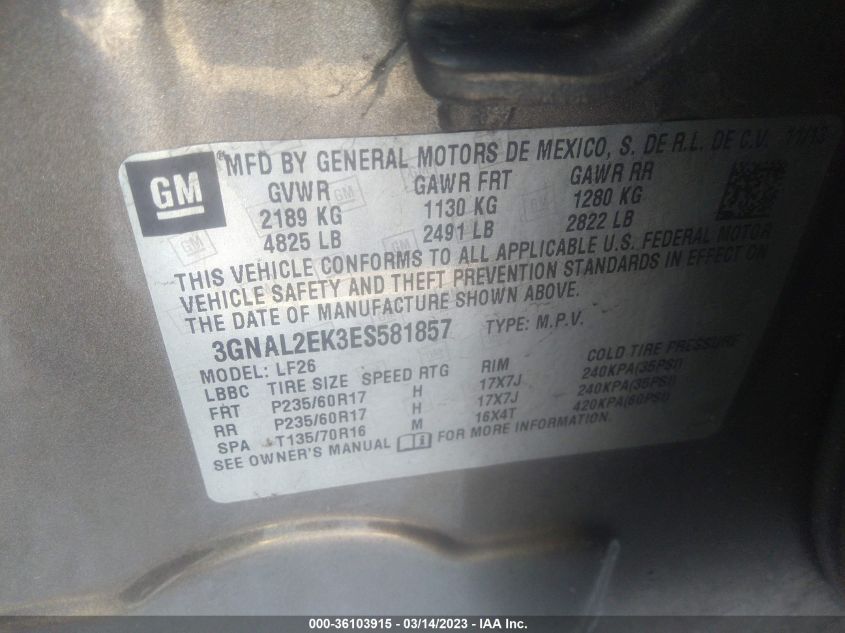 GM
® MFD BY GENERAL MOTORS DE MEXICO, S. DE R.L. DE C.V. 11/13
GVWR GAWR FRT GAWR RR
2189 KG 1130 KG 1280 KG
4825 LB 2491 LB 2822 LB
THIS VEHICLE CONFORMS TO ALL APPLICABLE U.S. FEDERAL MOTOR
VEHICLE SAFETY AND THEFT PREVENTION STANDARDS IN EFFECT ON
THE DATE OF MANUFACTURE SHOWN ABOVE.
3GNAL2EK3ES581857 TYPE: M.P.V.
MODEL: LF26
LBBC TIRE SIZE SPEED RTG RIM COLD TIRE PRESSURE
FRT P235/60R17 H 17X7J 240KPA(35PSI)
RR P235/60R17 H 17X7J 240KPA(35PSI)
SPA T135/70R16 M 16X4T 420KPA(60PSI)
SEE OWNER'S MANUAL FOR MORE INFORMATION.
000-36103915 - 03/14/2023 - IAA Inc.